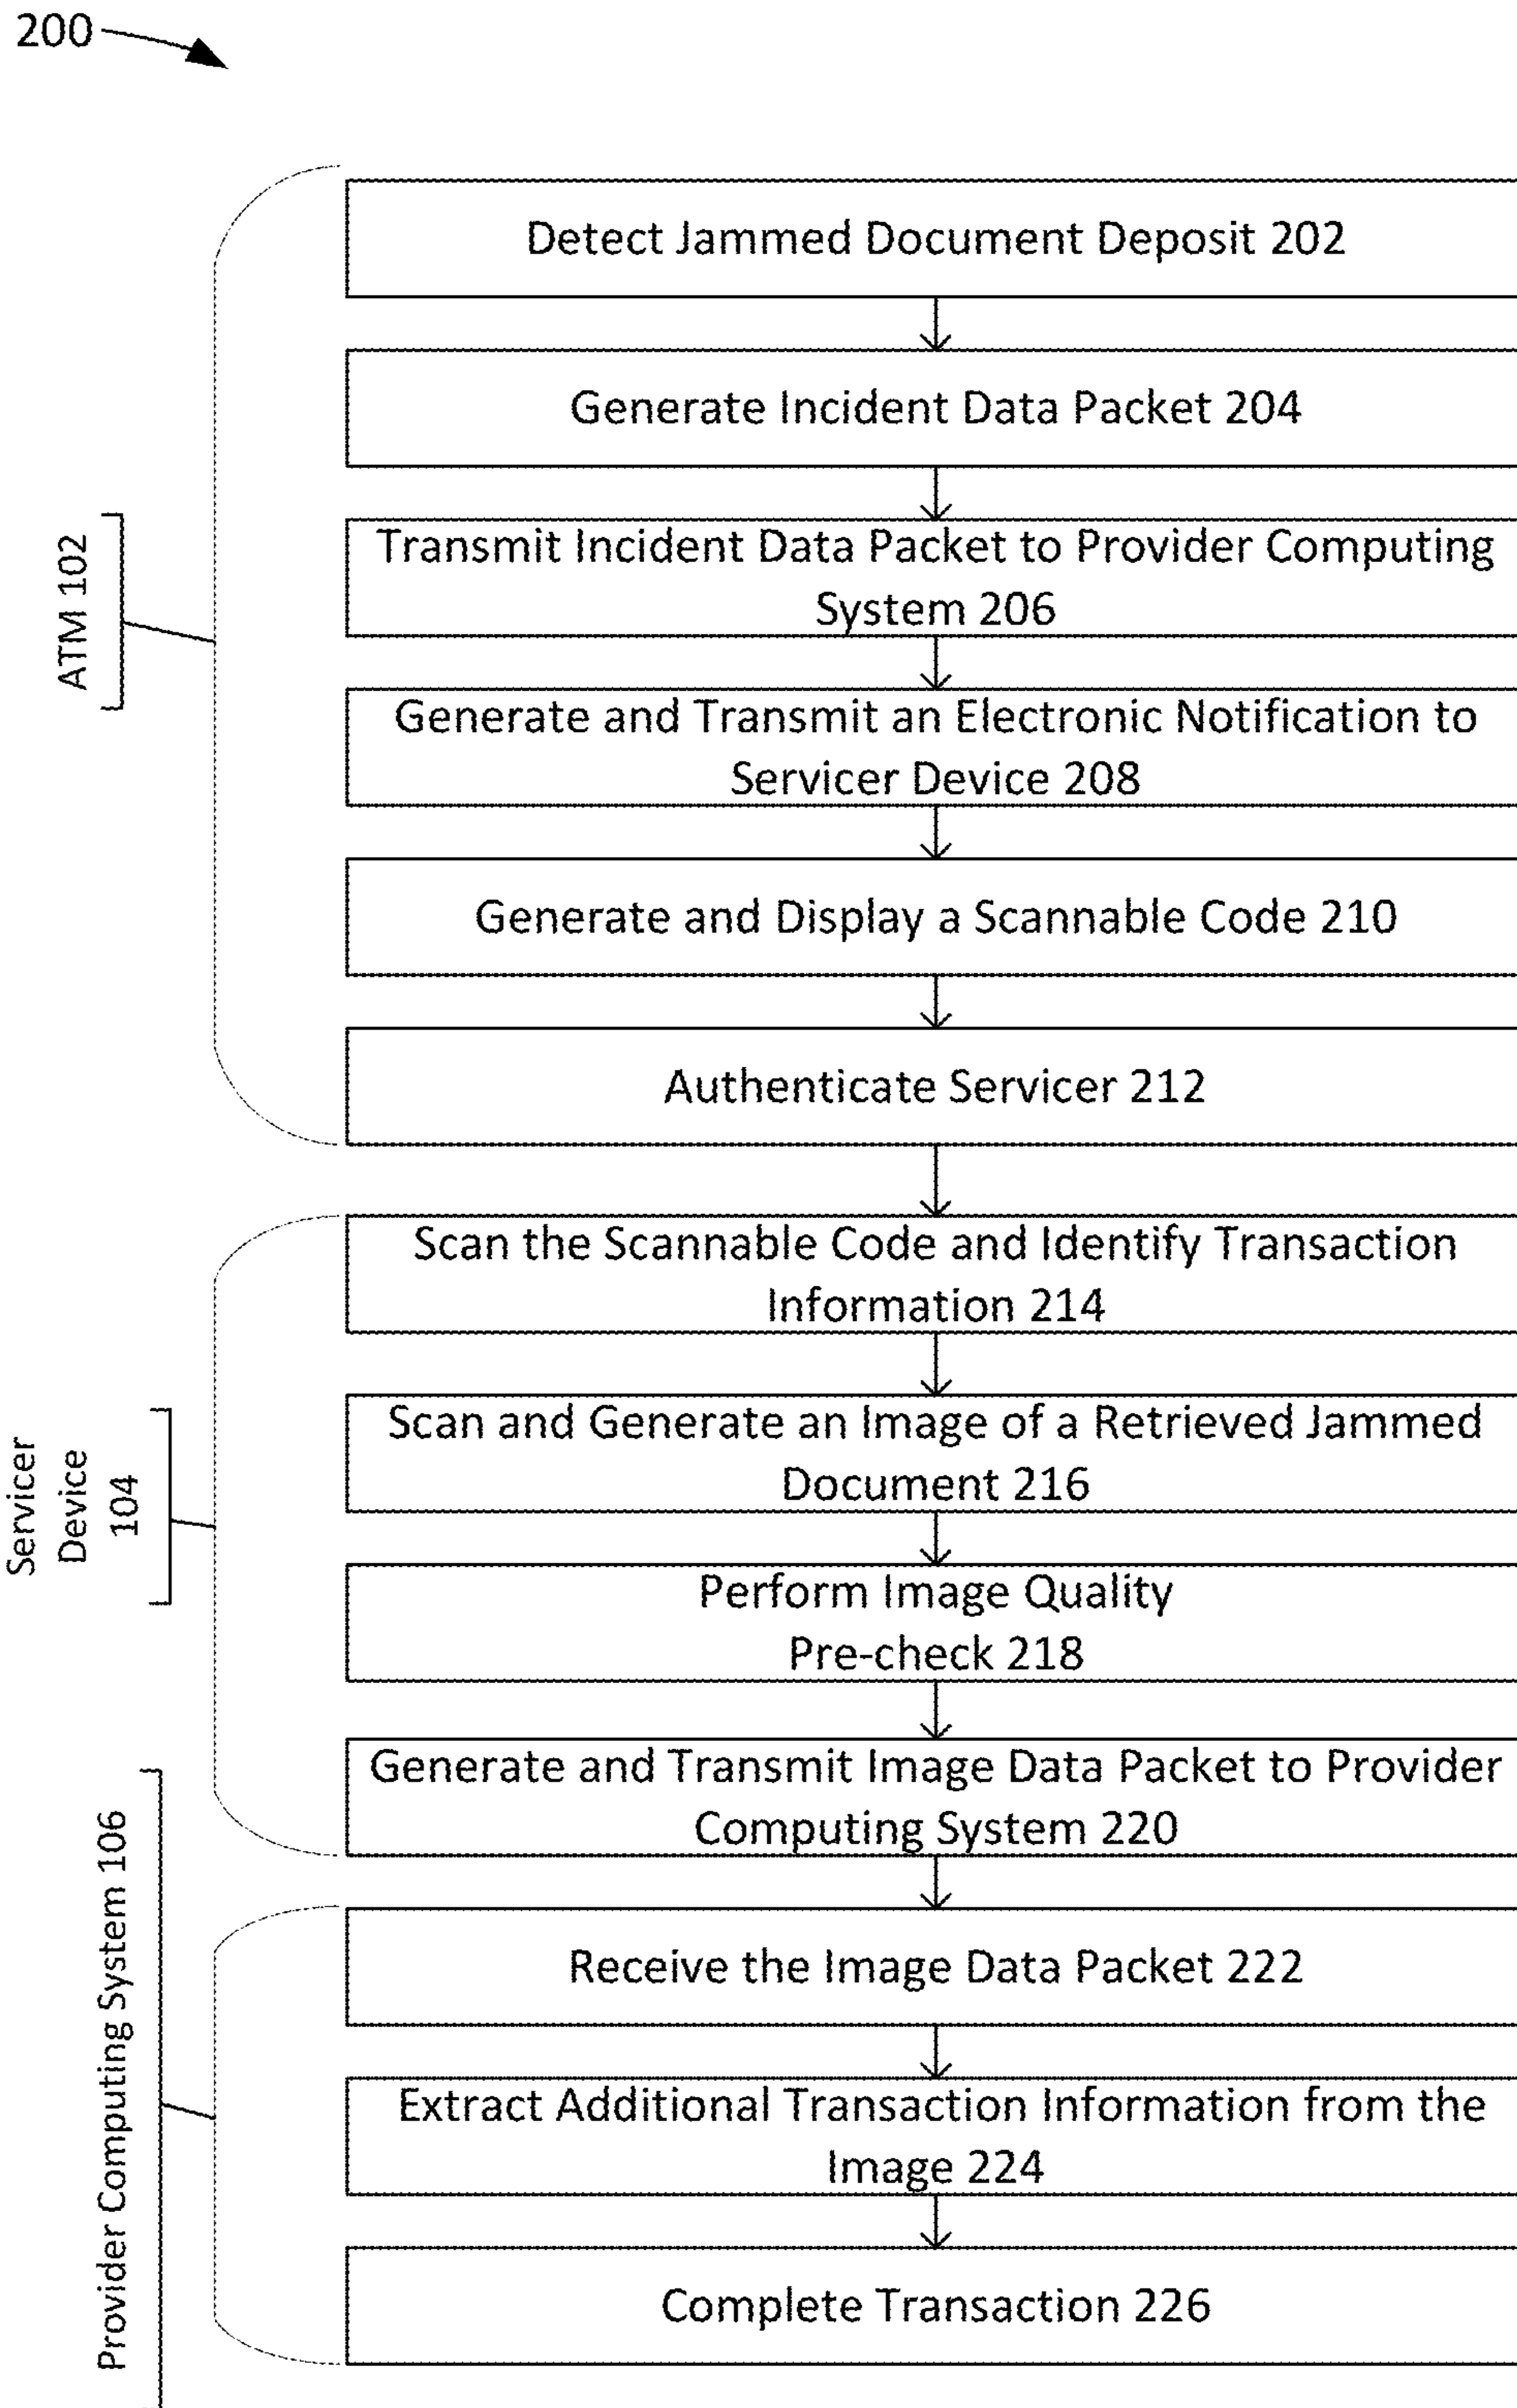 200
Detect Jammed Document Deposit 202
Generate Incident Data Packet 204
Transmit Incident Data Packet to Provider Computing
System 206
Generate and Transmit an Electronic Notification to
Servicer Device 208
Generate and Display a Scannable Code 210
Authenticate Servicer 212
ATM 102
Scan the Scannable Code and Identify Transaction
Information 214
Scan and Generate an Image of a Retrieved Jammed
Document 216
Perform Image Quality
Pre-check 218
Generate and Transmit Image Data Packet to Provider
Computing System 220
Servicer
Device
104
Receive the Image Data Packet 222
Extract Additional Transaction Information from the
Image 224
Complete Transaction 226
Provider Computing System 106